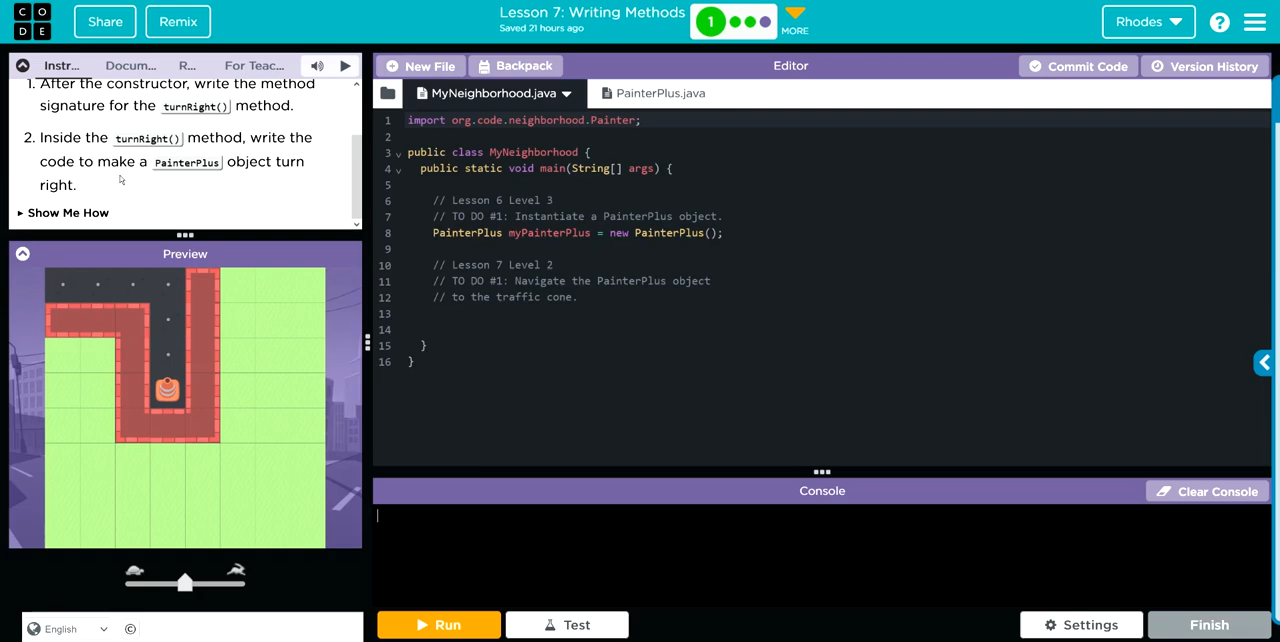 CODE
Share
Remix
Lesson 7: Writing Methods
Saved 21 hours ago
1
MORE
Rhodes
?
Instr...
Docum...
R...
For Teac...
1. After the constructor, write the method
signature for the turnRight() method.
2. Inside the turnRight() method, write the
code to make a PainterPlus object turn
right.
Show Me How
Preview
English
©
New File
Backpack
Editor
Commit Code
Version History
MyNeighborhood.java
PainterPlus.java
1 import org.code.neighborhood.Painter;
2
3 public class MyNeighborhood {
4 public static void main(String[] args) {
5
6 // Lesson 6 Level 3
7 // TO DO #1: Instantiate a PainterPlus object.
8 PainterPlus myPainterPlus = new PainterPlus();
9
10 // Lesson 7 Level 2
11 // TO DO #1: Navigate the PainterPlus object
12 // to the traffic cone.
13
14
15 }
16 }
Console
Clear Console
Run
Test
Settings
Finish